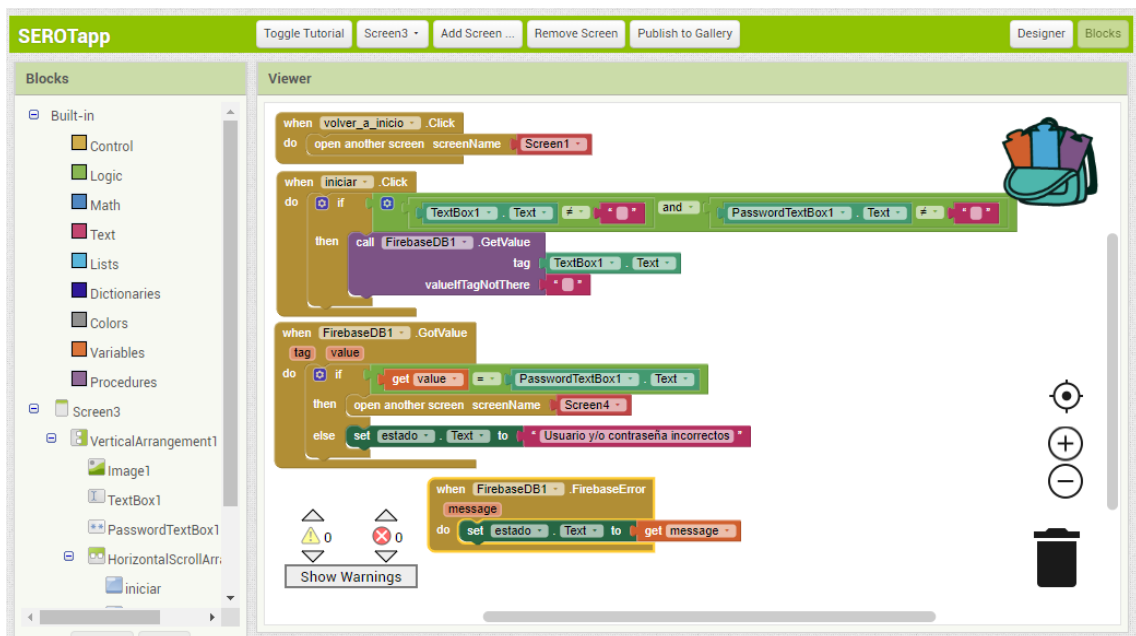 SEROTapp
Toggle Tutorial Screen3 Add Screen ... Remove Screen Publish to Gallery Designer Blocks
Blocks
Built-in
Control
Logic
Math
Text
Lists
Dictionaries
Colors
Variables
Procedures
Screen3
VerticalArrangement1
Image1
TextBox1
PasswordTextBox1
HorizontalScrollArr
iniciar
Viewer
when volver_a_inicio .Click
do open another screen screenName Screen1
when iniciar .Click
do if TextBox1 . Text ≠ " " and PasswordTextBox1 . Text ≠ " "
then call FirebaseDB1 .GetValue
tag TextBox1 . Text
valueIfTagNotThere " "
when FirebaseDB1 .GotValue
tag value
do if get value = PasswordTextBox1 . Text
then open another screen screenName Screen4
else set estado . Text to " Usuario y/o contraseña incorrectos "
when FirebaseDB1 .FirebaseError
message
do set estado . Text to get message
0 0
Show Warnings